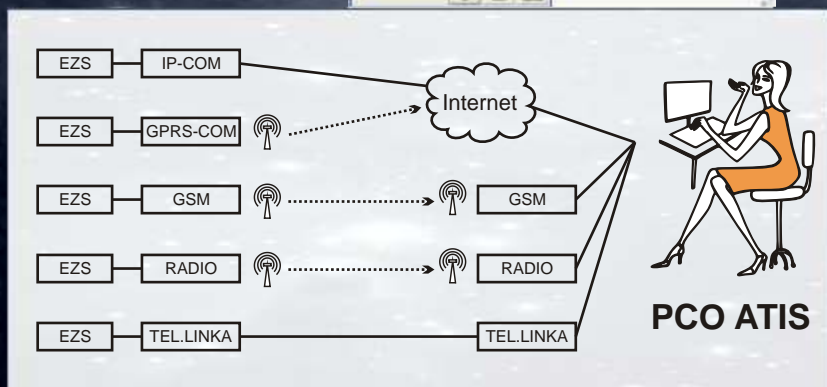 EZS IP-COM
Internet
EZS GPRS-COM
EZS GSM GSM
EZS RADIO RADIO
EZS TEL.LINKA TEL.LINKA
PCO ATIS